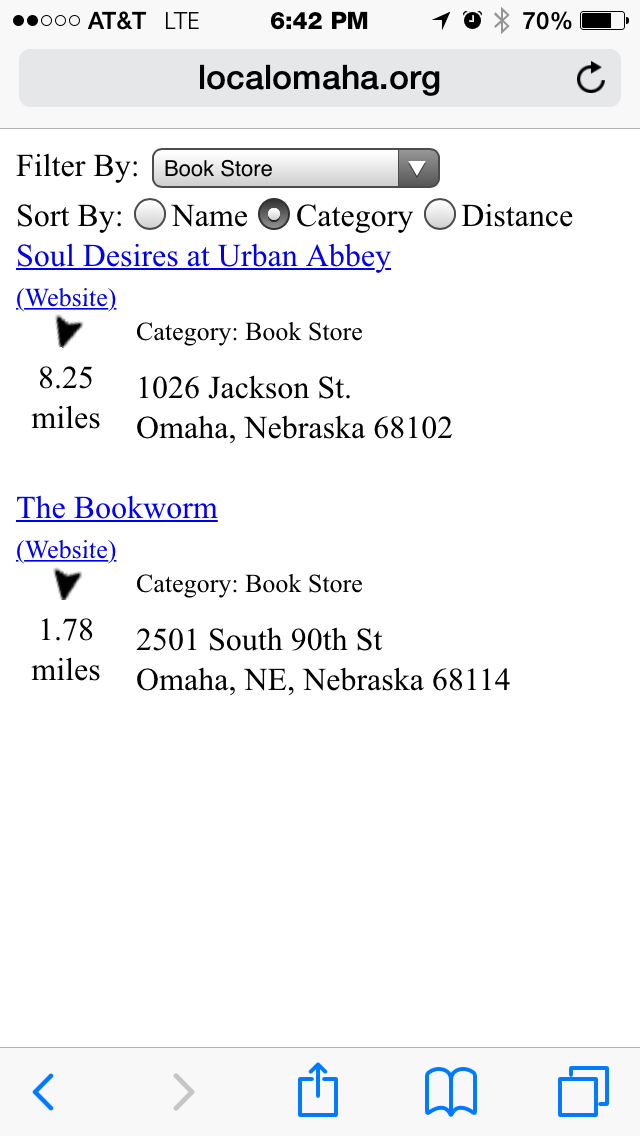 AT&T LTE 6:42 PM 70%
localomaha.org
Filter By: Book Store
Sort By: Name Category Distance
Soul Desires at Urban Abbey
(Website)
Category: Book Store
8.25
miles
1026 Jackson St.
Omaha, Nebraska 68102
The Bookworm
(Website)
Category: Book Store
1.78
miles
2501 South 90th St
Omaha, NE, Nebraska 68114